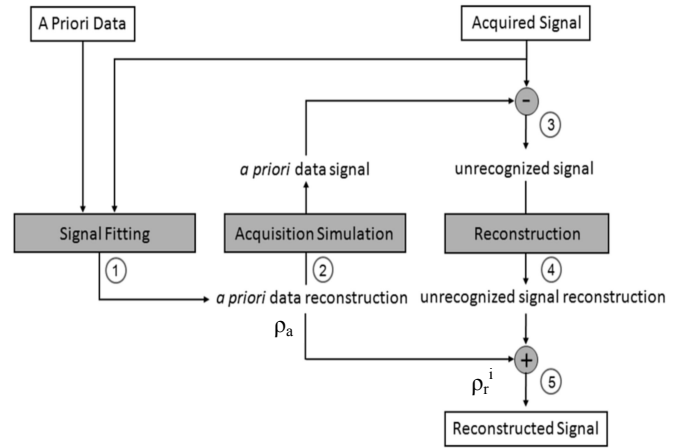 A Priori Data
Acquired Signal
-
3
a priori data signal
unrecognized signal
Signal Fitting
Acquisition Simulation
Reconstruction
1
2
4
a priori data reconstruction
unrecognized signal reconstruction
ρa
+
ρr i
5
Reconstructed Signal